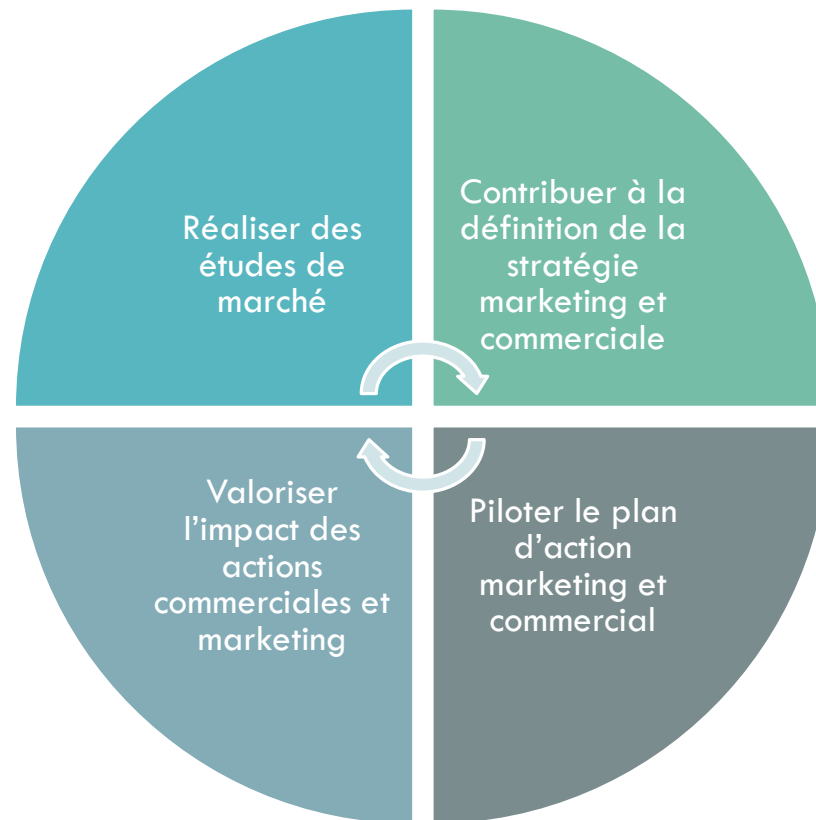 Réaliser des
études de
marché
Contribuer à la
définition de la
stratégie
marketing et
commerciale
Valoriser
l’impact des
actions
commerciales et
marketing
Piloter le plan
d’action
marketing et
commercial